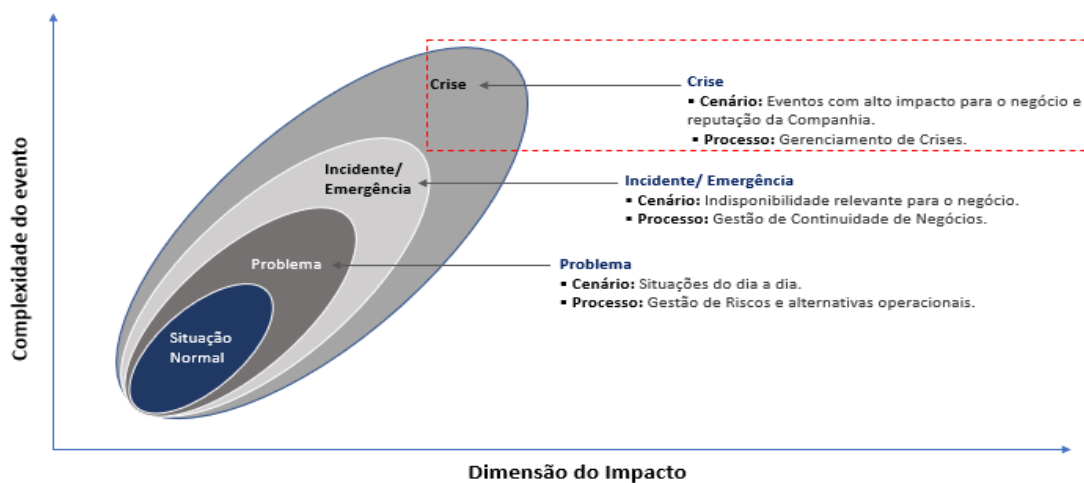 Complexidade do evento
Crise
Crise
▪ Cenário: Eventos com alto impacto para o negócio e
reputação da Companhia.
▪ Processo: Gerenciamento de Crises.
Incidente/
Emergência
Incidente/ Emergência
▪ Cenário: Indisponibilidade relevante para o negócio.
▪ Processo: Gestão de Continuidade de Negócios.
Problema
Problema
▪ Cenário: Situações do dia a dia.
▪ Processo: Gestão de Riscos e alternativas operacionais.
Situação
Normal
Dimensão do Impacto